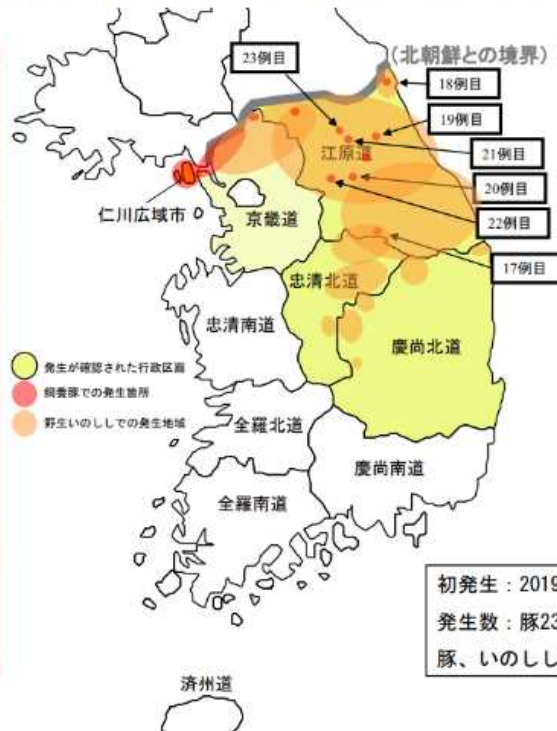 (北朝鮮との境界)
23例目
18例目
19例目
江原道
21例目
20例目
仁川広域市
京畿道
22例目
17例目
忠清北道
忠清南道
慶尚北道
発生が確認された行政区画
飼養豚での発生箇所
野生いのししでの発生地域
全羅北道
慶尚南道
全羅南道
初発生：2019
発生数：豚23
豚、いのしし
済州道